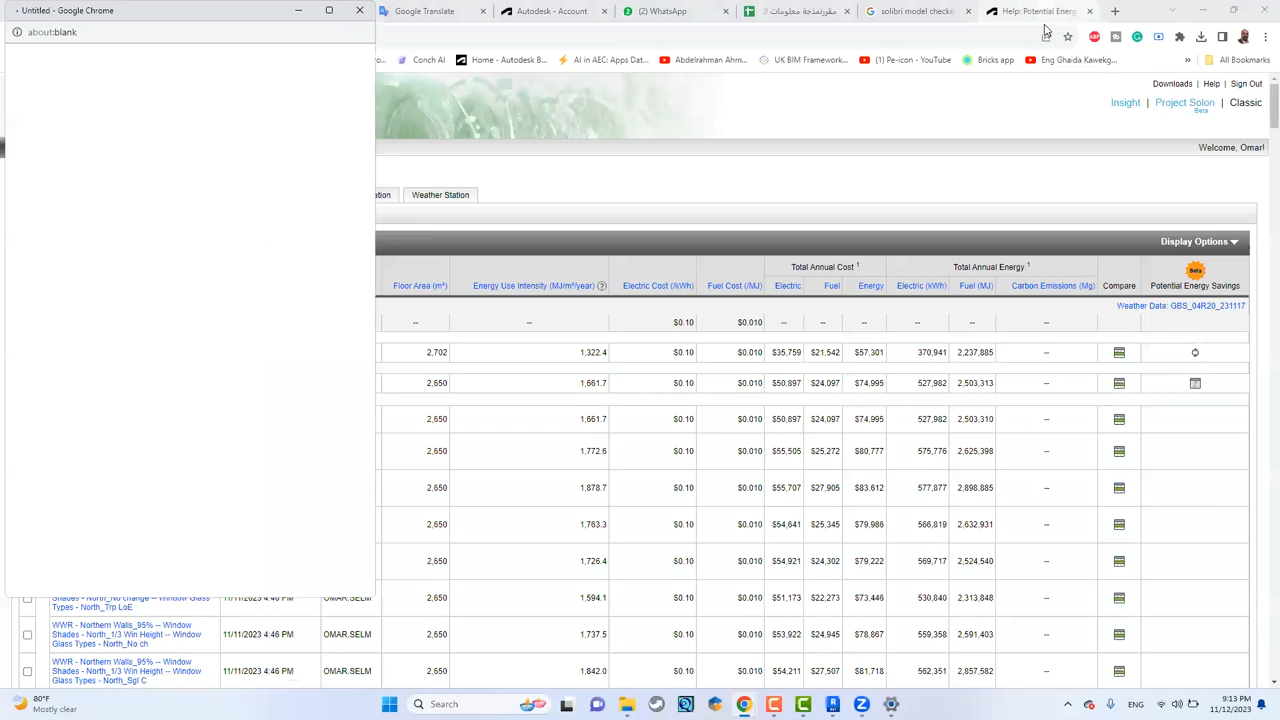 Untitled - Google Chrome
about:blank
Google Translate
Autodesk - Account
(2) WhatsApp
solibri model check
Help: Potential Energ
Conch AI
Home - Autodesk B...
AI in AEC: Apps Dat...
Abdelrahman Ahm...
UK BIM Framework...
(1) Pe-icon - YouTube
Bricks app
Eng Ghaida Kawekg...
»
All Bookmarks
Downloads | Help | Sign Out
Insight | Project Solon | Classic
Beta
Welcome, Omar!
ation
Weather Station
Display Options
Total Annual Cost 1
Total Annual Energy 1
Beta
Floor Area (m²) Energy Use Intensity (MJ/m²/year) Electric Cost (/kWh) Fuel Cost (/MJ) Electric Fuel Energy Electric (kWh) Fuel (MJ) Carbon Emissions (Mg) Compare Potential Energy Savings
Weather Data: GBS_04R20_231117
-- -- $0.10 $0.010 -- -- -- -- -- --
2,702 1,322.4 $0.10 $0.010 $35,759 $21,542 $57,301 370,941 2,237,885 --
2,650 1,661.7 $0.10 $0.010 $50,897 $24,097 $74,995 527,982 2,503,313 --
2,650 1,661.7 $0.10 $0.010 $50,897 $24,097 $74,995 527,982 2,503,310 --
2,650 1,772.6 $0.10 $0.010 $55,505 $25,272 $80,777 575,776 2,625,398 --
2,650 1,878.7 $0.10 $0.010 $55,707 $27,905 $83,612 577,877 2,898,885 --
2,650 1,763.3 $0.10 $0.010 $54,641 $25,345 $79,986 566,819 2,632,931 --
2,650 1,726.4 $0.10 $0.010 $54,921 $24,302 $79,222 569,717 2,524,540 --
Shades - North_No change -- Window Glass
Types - North_Trp LoE
11/11/2023 4:46 PM OMAR.SELM 2,650 1,594.1 $0.10 $0.010 $51,173 $22,273 $73,446 530,840 2,313,848 --
WWR - Northern Walls_95% -- Window
Shades - North_1/3 Win Height -- Window
Glass Types - North_No ch
11/11/2023 4:46 PM OMAR.SELM 2,650 1,737.3 $0.10 $0.010 $53,922 $24,945 $78,867 559,358 2,591,403 --
WWR - Northern Walls_95% -- Window
Shades - North_1/3 Win Height -- Window
Glass Types - North_Sgl C
11/11/2023 4:46 PM OMAR.SELM 2,650 1,842.0 $0.10 $0.010 $54,211 $27,507 $81,718 562,351 2,857,582 --
80°F
Mostly clear
Search
ENG
9:13 PM
11/12/2023